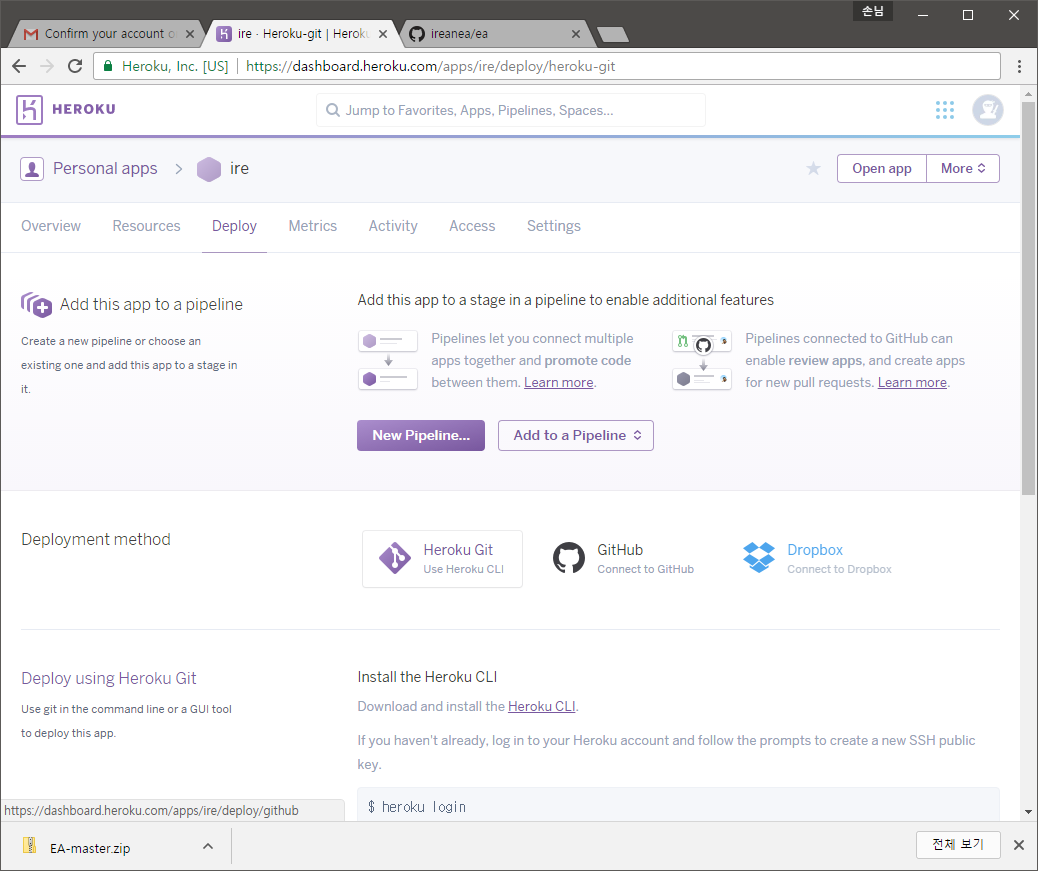 손님
Confirm your account o
ire · Heroku-git | Heroku
ireanea/ea
Heroku, Inc. [US]
https://dashboard.heroku.com/apps/ire/deploy/heroku-git
HEROKU
Jump to Favorites, Apps, Pipelines, Spaces...
Personal apps
ire
Open app
More
Overview
Resources
Deploy
Metrics
Activity
Access
Settings
Add this app to a pipeline
Create a new pipeline or choose an
existing one and add this app to a stage in
it.
Add this app to a stage in a pipeline to enable additional features
Pipelines let you connect multiple
apps together and promote code
between them. Learn more.
Pipelines connected to GitHub can
enable review apps, and create apps
for new pull requests. Learn more.
New Pipeline...
Add to a Pipeline
Deployment method
Heroku Git
Use Heroku CLI
GitHub
Connect to GitHub
Dropbox
Connect to Dropbox
Deploy using Heroku Git
Use git in the command line or a GUI tool
to deploy this app.
Install the Heroku CLI
Download and install the Heroku CLI.
If you haven't already, log in to your Heroku account and follow the prompts to create a new SSH public
key.
$ heroku login
https://dashboard.heroku.com/apps/ire/deploy/github
EA-master.zip
전체 보기